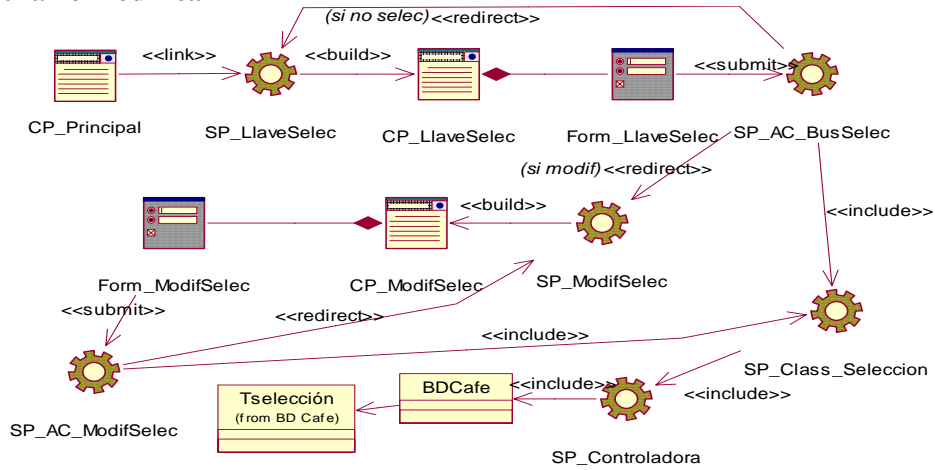 (si no selec) <<redirect>>
<<link>>
<<build>>
<<submit>>
CP_Principal
SP_LlaveSelec
CP_LlaveSelec
Form_LlaveSelec
SP_AC_BusSelec
(si modif) <<redirect>>
<<build>>
<<include>>
Form_ModifSelec
CP_ModifSelec
SP_ModifSelec
<<submit>>
<<redirect>>
<<include>>
SP_Class_Seleccion
Tselección
(from BD Cafe)
BDCafe
<<include>>
<<include>>
SP_AC_ModifSelec
SP_Controladora